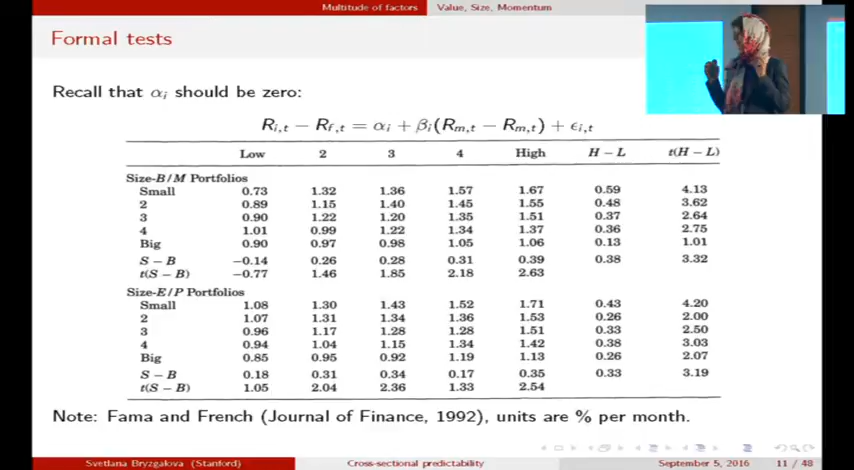 Multitude of factors Value, Size, Momentum
Formal tests
Recall that αᵢ should be zero:
Rᵢ,ₜ − R_f,ₜ = αᵢ + βᵢ(Rₘ,ₜ − Rₘ,ₜ) + ϵᵢ,ₜ
Low 2 3 4 High H − L t(H − L)
Size-B/M Portfolios
Small 0.73 1.32 1.36 1.57 1.67 0.59 4.13
2 0.89 1.15 1.40 1.45 1.55 0.48 3.62
3 0.90 1.22 1.20 1.35 1.51 0.37 2.64
4 1.01 0.99 1.22 1.34 1.37 0.36 2.75
Big 0.90 0.97 0.98 1.05 1.06 0.13 1.01
S − B −0.14 0.26 0.28 0.31 0.39 0.38 3.32
t(S − B) −0.77 1.46 1.85 2.18 2.63
Size-E/P Portfolios
Small 1.08 1.30 1.43 1.52 1.71 0.43 4.20
2 1.07 1.31 1.34 1.36 1.53 0.26 2.00
3 0.96 1.17 1.28 1.28 1.51 0.33 2.50
4 0.94 1.04 1.15 1.34 1.42 0.38 3.03
Big 0.85 0.95 0.92 1.19 1.13 0.26 2.07
S − B 0.18 0.31 0.34 0.17 0.35 0.33 3.19
t(S − B) 1.05 2.04 2.36 1.33 2.54
Note: Fama and French (Journal of Finance, 1992), units are % per month.
Svetlana Bryzgalova (Stanford) Cross-sectional predictability September 5, 2016 11 / 48